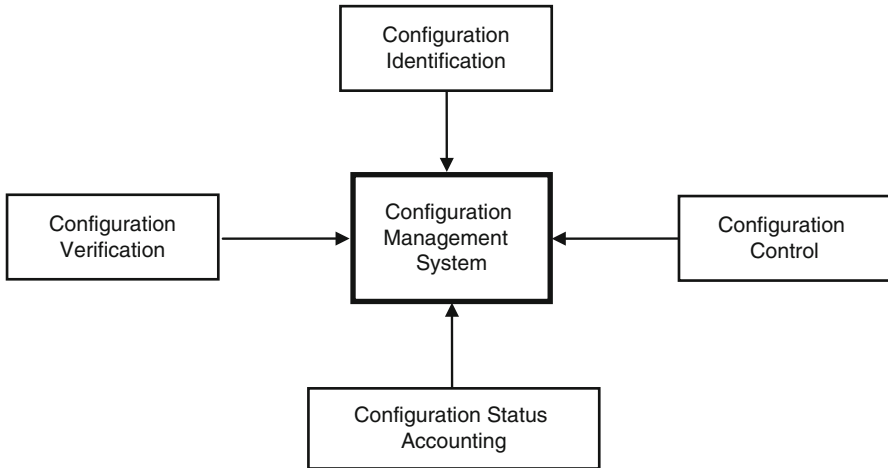 Configuration
Identification
Configuration
Verification
Configuration
Management
System
Configuration
Control
Configuration Status
Accounting